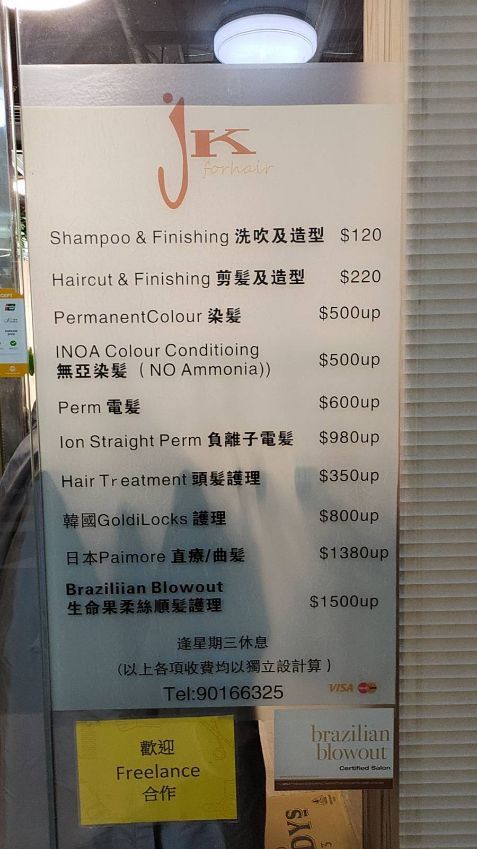 jK
forhair
Shampoo & Finishing 洗吹及造型 $120
Haircut & Finishing 剪髮及造型 $220
PermanentColour 染髮 $500up
INOA Colour Conditioing
無亞染髮 ( NO Ammonia)) $500up
Perm 電髮 $600up
Ion Straight Perm 負離子電髮 $980up
Hair Treatment 頭髮護理 $350up
韓國GoldiLocks 護理 $800up
日本Paimore 直療/曲髮 $1380up
Braziliian Blowout
生命果柔絲順髮護理 $1500up
逢星期三休息
(以上各項收費均以獨立設計算)
Tel:90166325 VISA
歡迎
Freelance
合作
brazilian
blowout
Certified Salon